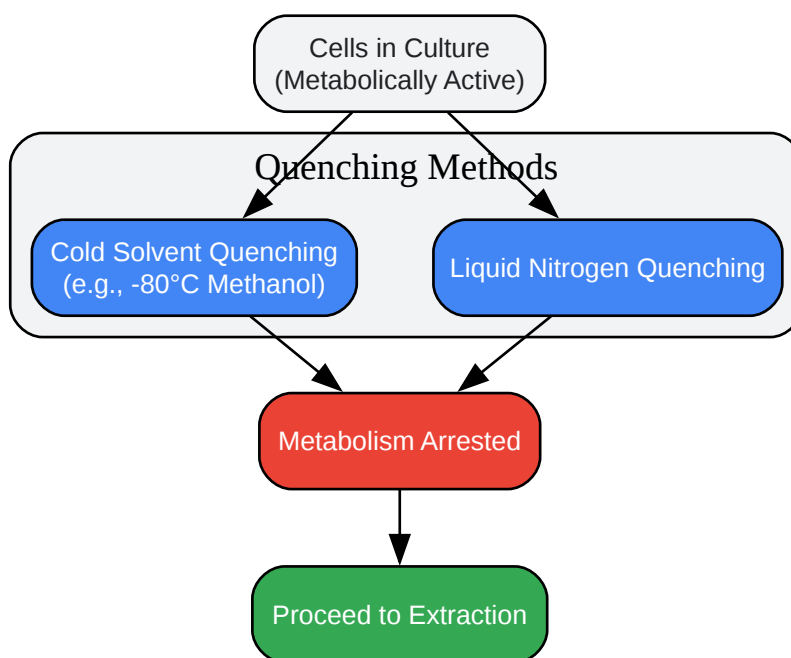 Cells in Culture
(Metabolically Active)
Quenching Methods
Cold Solvent Quenching
(e.g., -80°C Methanol)
Liquid Nitrogen Quenching
Metabolism Arrested
Proceed to Extraction